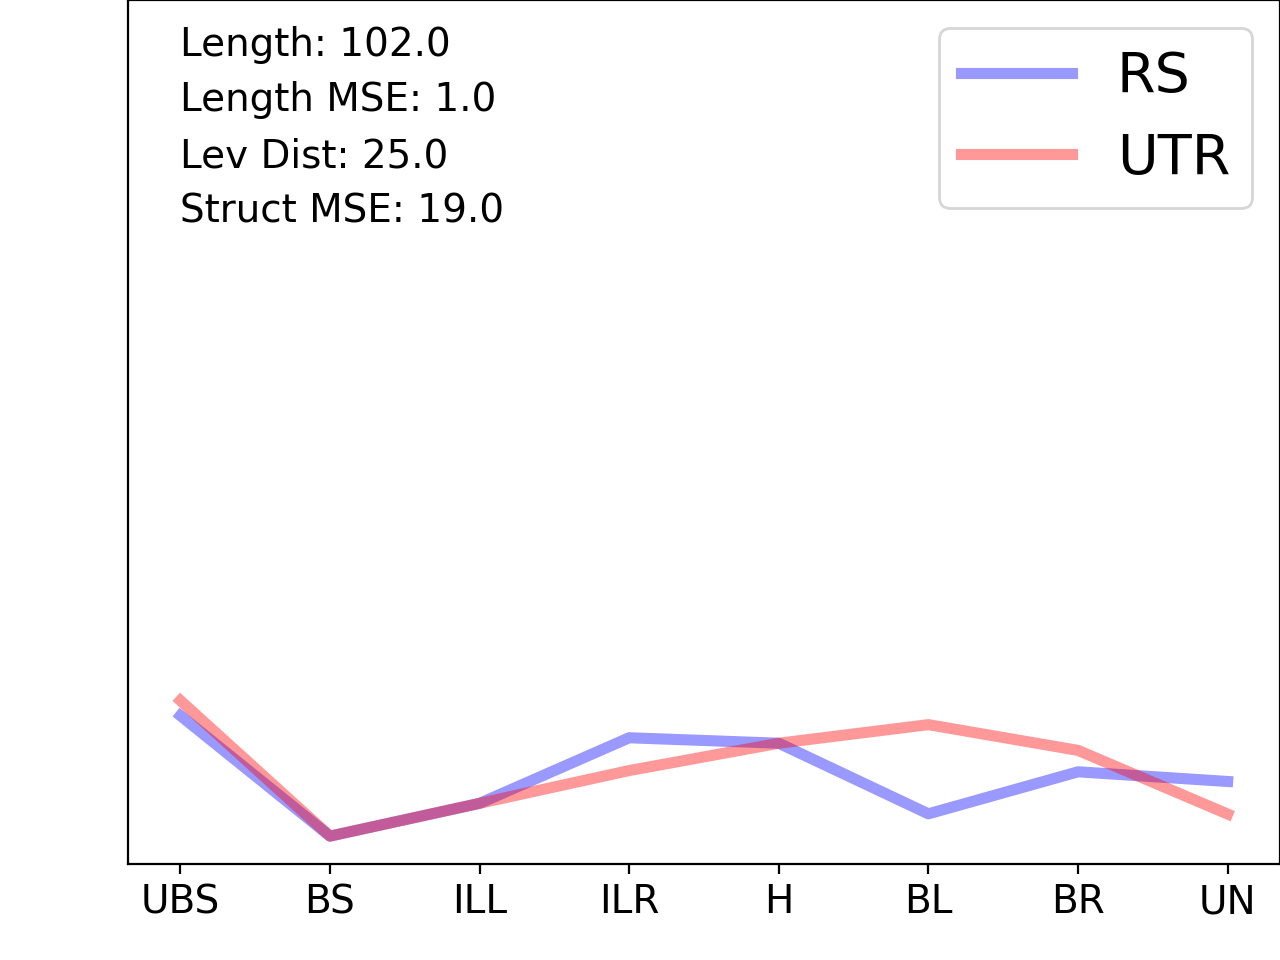 Length: 102.0
Length MSE: 1.0
Lev Dist: 25.0
Struct MSE: 19.0
RS
UTR
UBS BS ILL ILR H BL BR UN